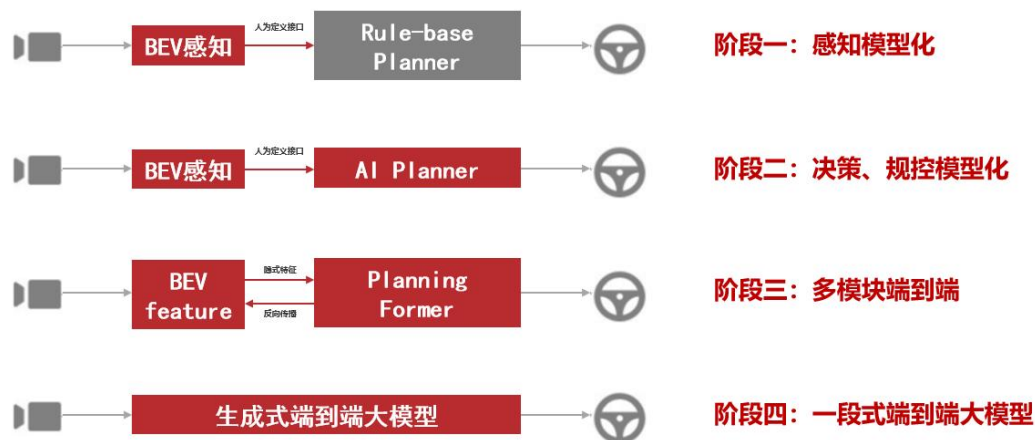 人为定义接口
BEV感知
Rule-base
Planner
阶段一：感知模型化
人为定义接口
BEV感知
AI Planner
阶段二：决策、规控模型化
BEV
feature
隐式特征
反向传播
Planning
Former
阶段三：多模块端到端
生成式端到端大模型
阶段四：一段式端到端大模型